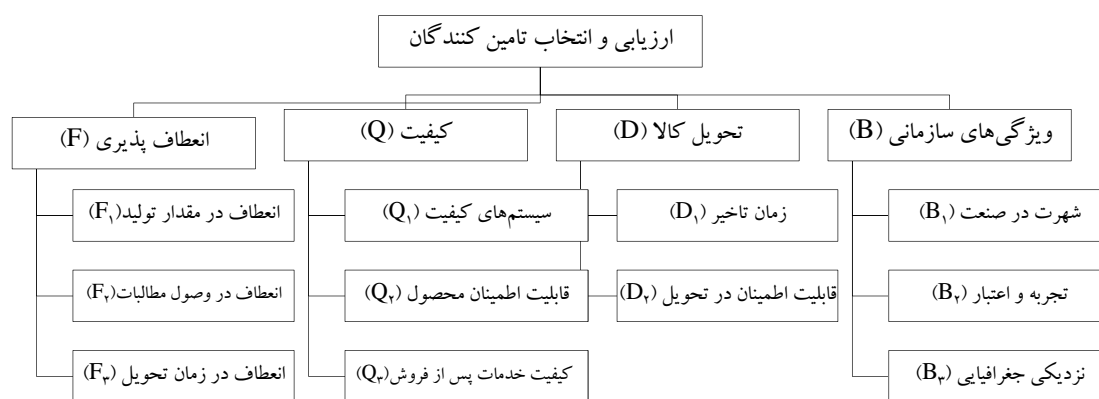 ارزیابی و انتخاب تامین کنندگان
ویژگی‌های سازمانی (B)
تحویل کالا (D)
کیفیت (Q)
انعطاف پذیری (F)
شهرت در صنعت (B۱)
زمان تاخیر (D۱)
سیستم‌های کیفیت (Q۱)
انعطاف در مقدار تولید(F۱)
تجربه و اعتبار (B۲)
قابلیت اطمینان در تحویل (D۲)
قابلیت اطمینان محصول (Q۲)
انعطاف در وصول مطالبات(F۲)
نزدیکی جغرافیایی (B۳)
کیفیت خدمات پس از فروش(Q۳)
انعطاف در زمان تحویل (F۳)